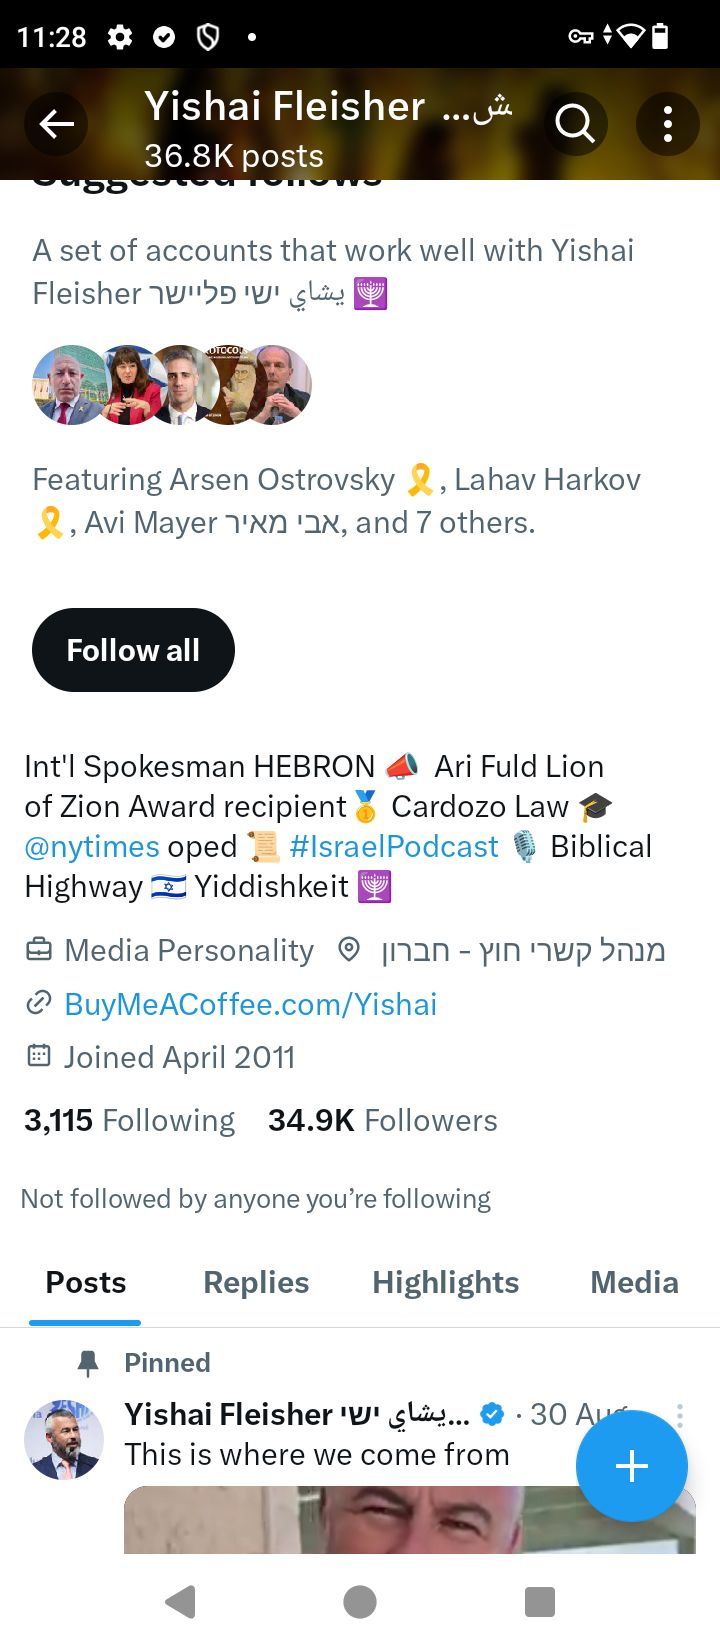 11:28
Yishai Fleisher ...ش
36.8K posts
Suggested follows
A set of accounts that work well with Yishai
Fleisher ישי פליישר يشاي 🕎
Featuring Arsen Ostrovsky 🎗️, Lahav Harkov
🎗️, Avi Mayer אבי מאיר, and 7 others.
Follow all
Int'l Spokesman HEBRON 📣 Ari Fuld Lion
of Zion Award recipient🥇 Cardozo Law 🎓
@nytimes oped 📜 #IsraelPodcast 🎙️ Biblical
Highway 🇮🇱 Yiddishkeit 🕎
Media Personality מנהל קשרי חוץ - חברון
BuyMeACoffee.com/Yishai
Joined April 2011
3,115 Following 34.9K Followers
Not followed by anyone you’re following
Posts Replies Highlights Media
Pinned
Yishai Fleisher ישי يشاي... · 30 Aug
This is where we come from